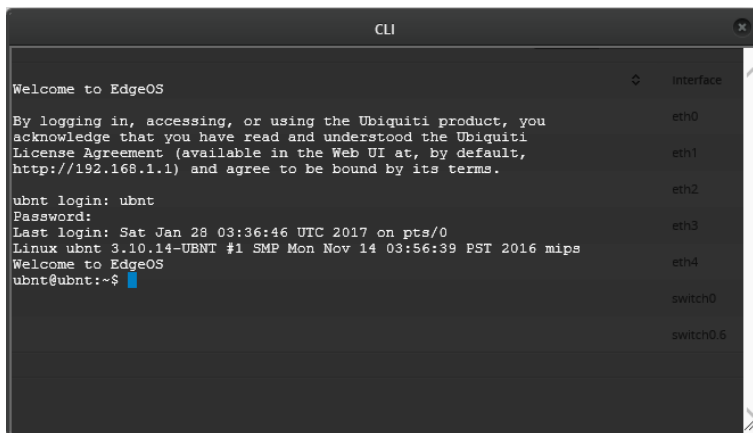 CLI
Welcome to EdgeOS
By logging in, accessing, or using the Ubiquiti product, you
acknowledge that you have read and understood the Ubiquiti
License Agreement (available in the Web UI at, by default,
http://192.168.1.1) and agree to be bound by its terms.
ubnt login: ubnt
Password:
Last login: Sat Jan 28 03:36:46 UTC 2017 on pts/0
Linux ubnt 3.10.14-UBNT #1 SMP Mon Nov 14 03:56:39 PST 2016 mips
Welcome to EdgeOS
ubnt@ubnt:~$
Interface
eth0
eth1
eth2
eth3
eth4
switch0
switch0.6